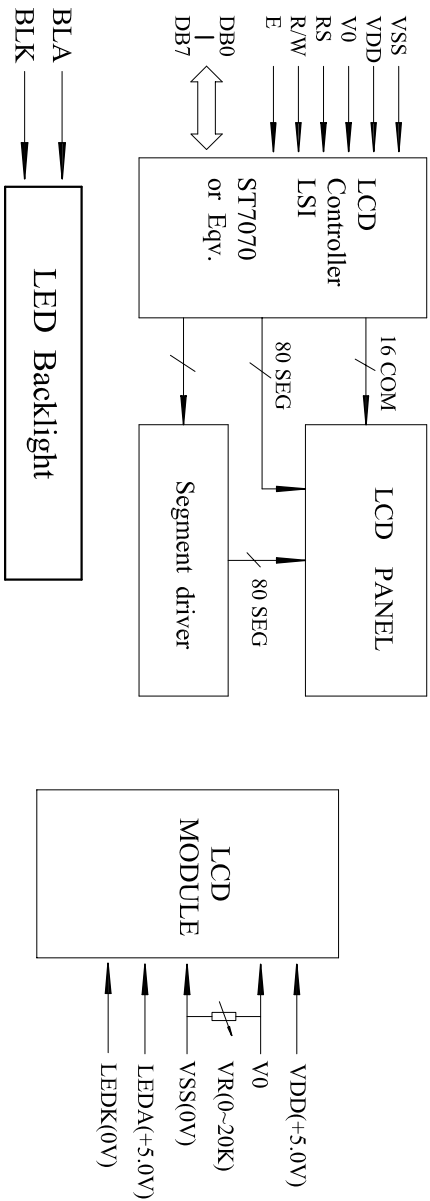 VSS
VDD
V0
RS
R/W
E
DB0
DB7
LCD
Controller
LSI
ST7070
or Eqv.
16 COM
80 SEG
LCD PANEL
Segment driver
80 SEG
BLA
BLK
LED Backlight
LCD
MODULE
VDD(+5.0V)
V0
VR(0~20K)
VSS(0V)
LEDA(+5.0V)
LEDK(0V)